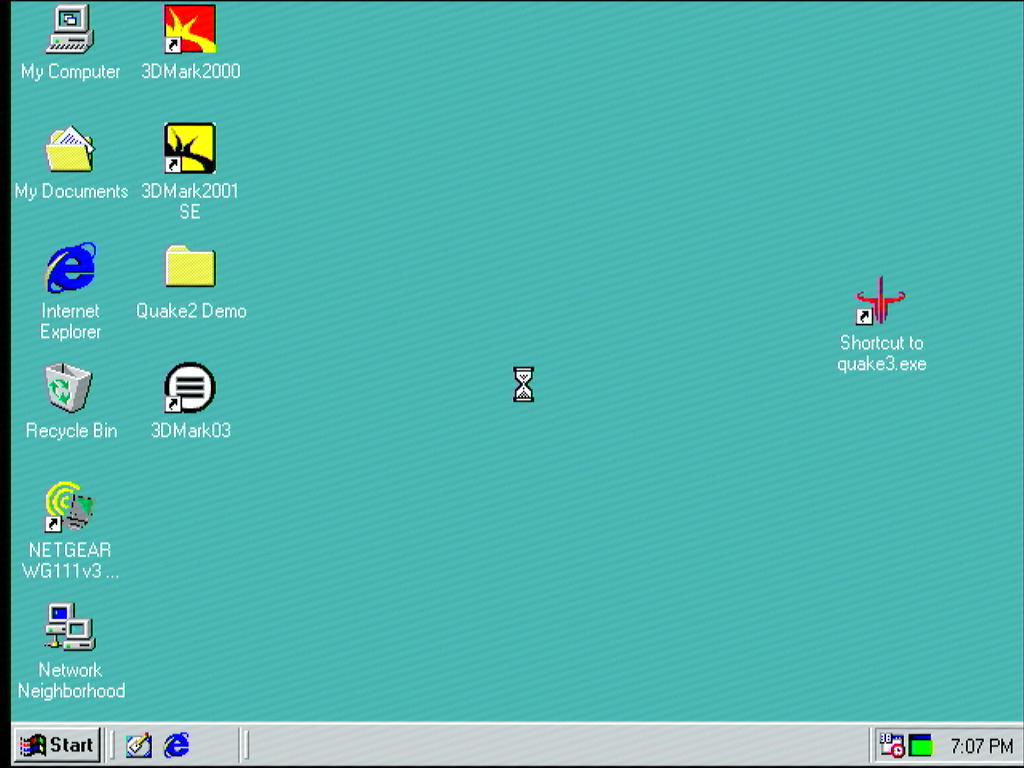 My Computer
3DMark2000
My Documents
3DMark2001
SE
Internet
Explorer
Quake2 Demo
Shortcut to
quake3.exe
Recycle Bin
3DMark03
NETGEAR
WG111v3 ...
Network
Neighborhood
Start
7:07 PM